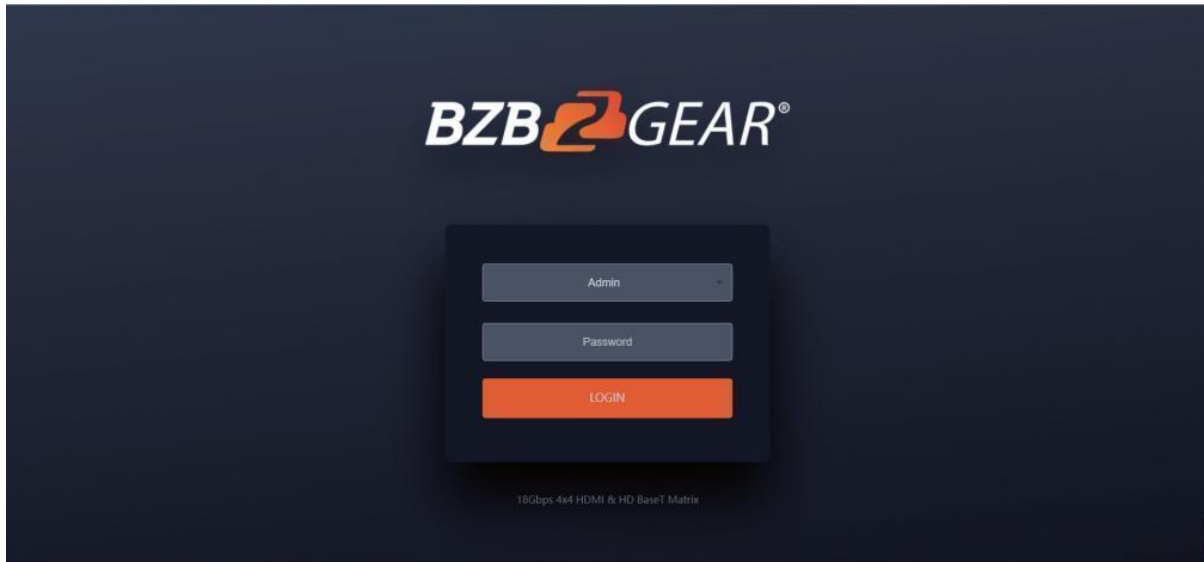 BZB GEAR®
Admin
Password
LOGIN
18Gbps 4x4 HDMI & HD BaseT Matrix